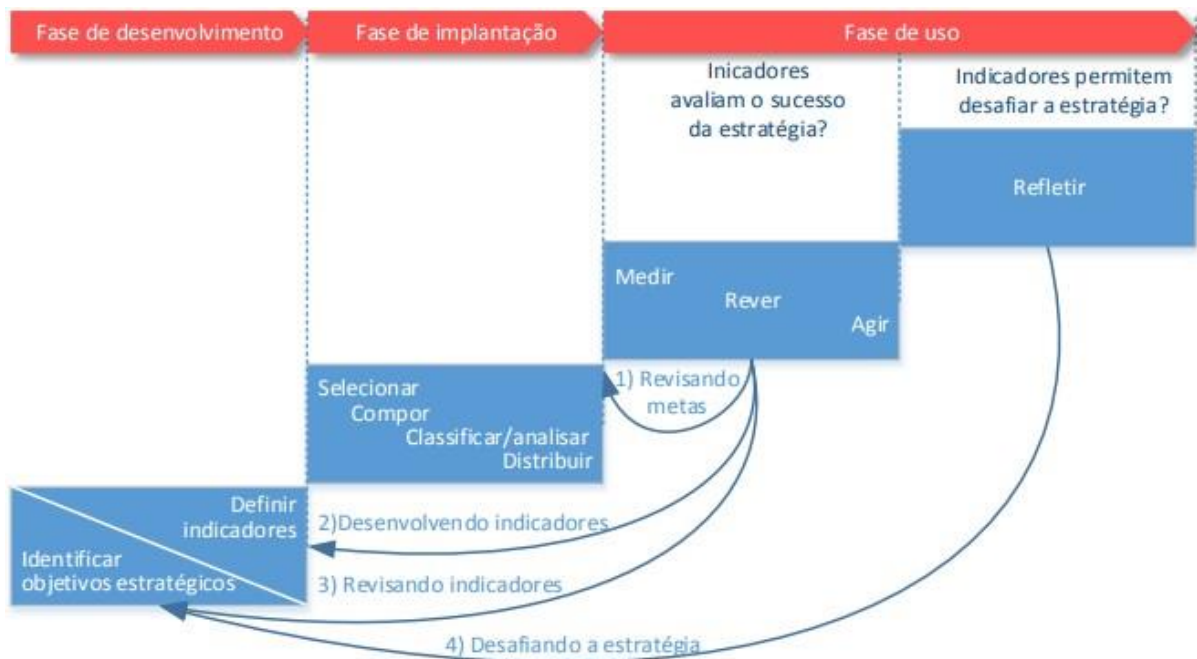 Fase de desenvolvimento
Fase de implantação
Fase de uso
Inicadores
avaliam o sucesso
da estratégia?
Indicadores permitem
desafiar a estratégia?
Refletir
Medir
Rever
Agir
1) Revisando
metas
Selecionar
Compor
Classificar/analisar
Distribuir
Definir
indicadores
Identificar
objetivos estratégicos
2)Desenvolvendo indicadores
3) Revisando indicadores
4) Desafiando a estratégia